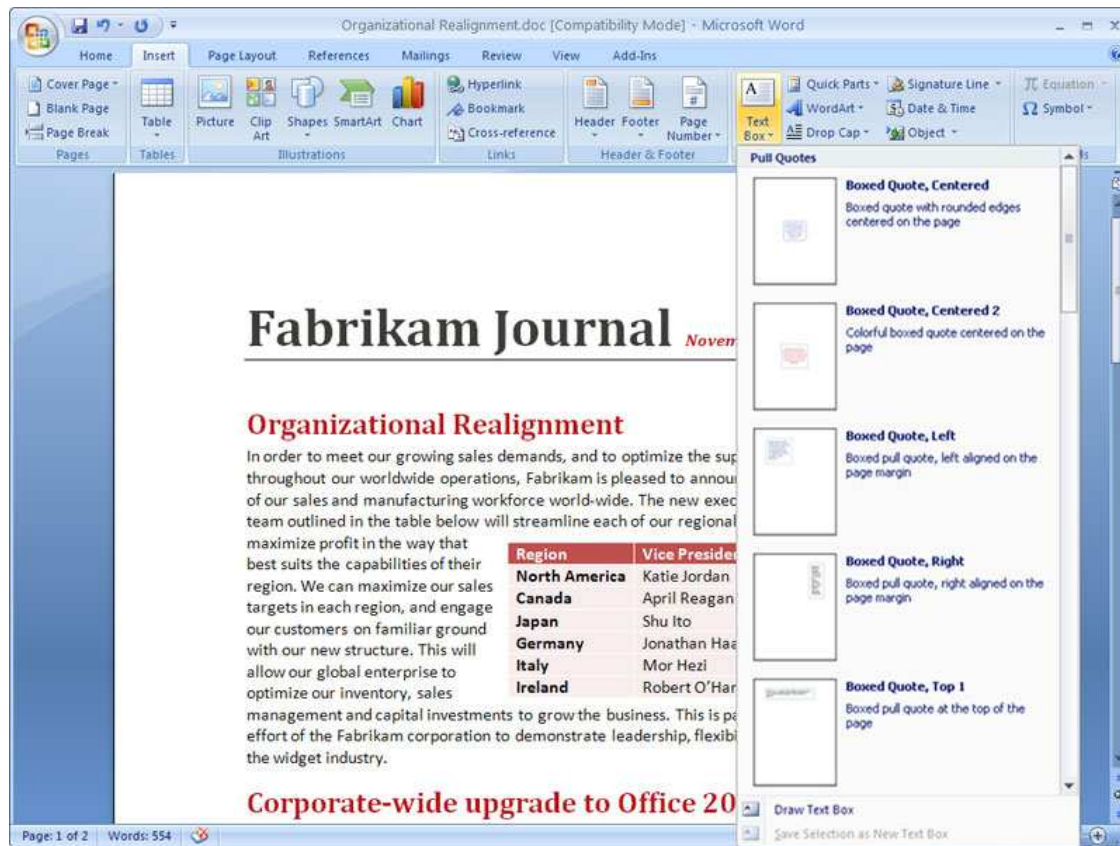 Organizational Realignment.doc [Compatibility Mode] - Microsoft Word
Home Insert Page Layout References Mailings Review View Add-Ins
Cover Page
Blank Page
Page Break
Pages
Table
Tables
Picture Clip Art Shapes SmartArt Chart
Illustrations
Hyperlink
Bookmark
Cross-reference
Links
Header Footer Page Number
Header & Footer
Text Box
Quick Parts Signature Line
WordArt Date & Time
Drop Cap Object
π Equation
Ω Symbol
Pull Quotes
Boxed Quote, Centered
Boxed quote with rounded edges
centered on the page
Boxed Quote, Centered 2
Colorful boxed quote centered on the
page
Boxed Quote, Left
Boxed pull quote, left aligned on the
page margin
Boxed Quote, Right
Boxed pull quote, right aligned on the
page margin
Boxed Quote, Top 1
Boxed pull quote at the top of the
page
Draw Text Box
Save Selection as New Text Box
Fabrikam Journal Novem
Organizational Realignment
In order to meet our growing sales demands, and to optimize the sup
throughout our worldwide operations, Fabrikam is pleased to annou
of our sales and manufacturing workforce world-wide. The new exec
team outlined in the table below will streamline each of our regional
maximize profit in the way that
best suits the capabilities of their
region. We can maximize our sales
targets in each region, and engage
our customers on familiar ground
with our new structure. This will
allow our global enterprise to
optimize our inventory, sales
Region Vice Preside
North America Katie Jordan
Canada April Reagan
Japan Shu Ito
Germany Jonathan Haa
Italy Mor Hezi
Ireland Robert O'Har
management and capital investments to grow the business. This is pa
effort of the Fabrikam corporation to demonstrate leadership, flexibi
the widget industry.
Corporate-wide upgrade to Office 20
Page: 1 of 2 Words: 554